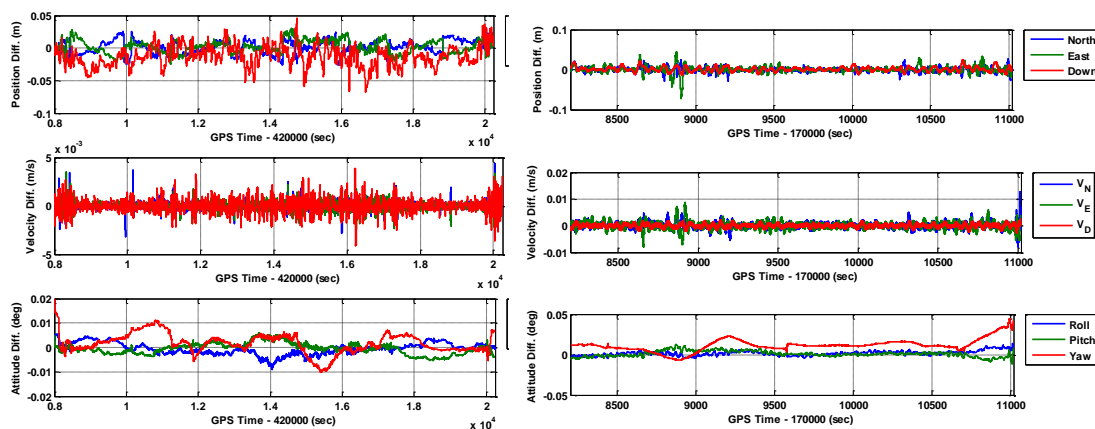 Position Diff. (m)
0.05
0
-0.05
-0.1
0.8 1 1.2 1.4 1.6 1.8 2
x 10^4
GPS Time - 420000 (sec)
x 10^-3
Velocity Diff. (m/s)
5
0
-5
0.8 1 1.2 1.4 1.6 1.8 2
x 10^4
GPS Time - 420000 (sec)
Attitude Diff. (deg)
0.02
0.01
0
-0.01
-0.02
0.8 1 1.2 1.4 1.6 1.8 2
x 10^4
GPS Time - 420000 (sec)
Position Diff. (m)
0.1
0
-0.1
8500 9000 9500 10000 10500 11000
GPS Time - 170000 (sec)
North
East
Down
Velocity Diff. (m/s)
0.02
0.01
0
-0.01
8500 9000 9500 10000 10500 11000
GPS Time - 170000 (sec)
V_N
V_E
V_D
Attitude Diff. (deg)
0.05
0
-0.05
8500 9000 9500 10000 10500 11000
GPS Time - 170000 (sec)
Roll
Pitch
Yaw